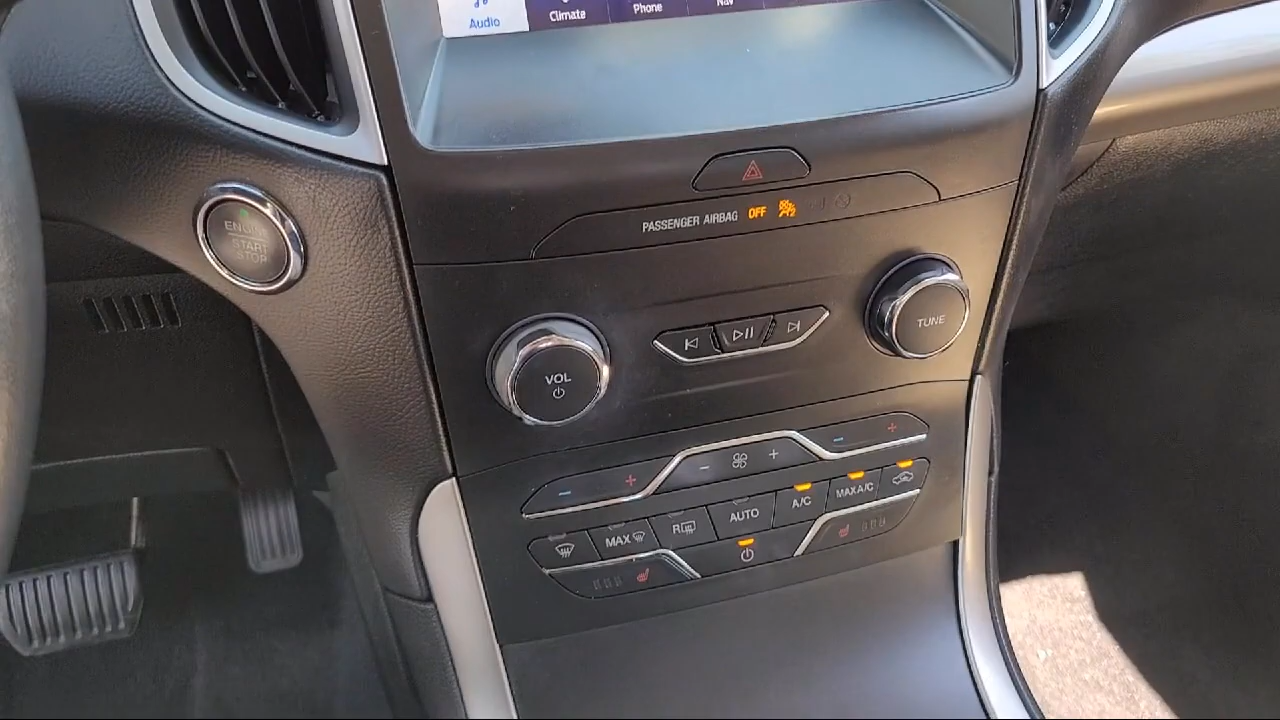 Audio
Climate
Phone
Nav
PASSENGER AIRBAG OFF
ENGINE
START
STOP
VOL
TUNE
MAX
R
AUTO
A/C
MAX A/C